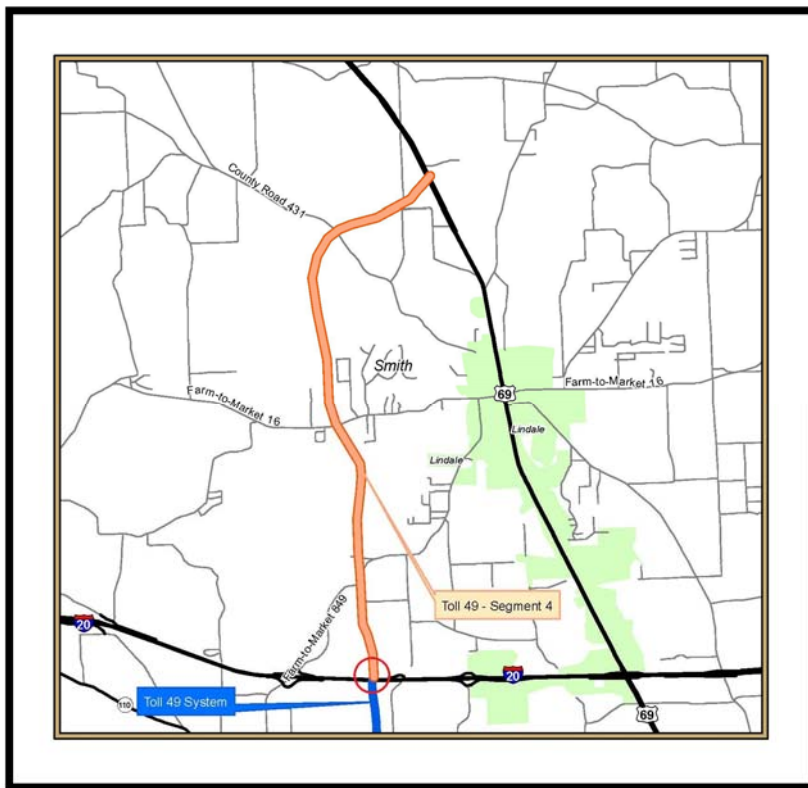 County Road 431
Smith
Farm-to-Market 16
69
Farm-to-Market 16
Lindale
Lindale
Toll 49 - Segment 4
20
Farm-to-Market 849
20
110
Toll 49 System
69